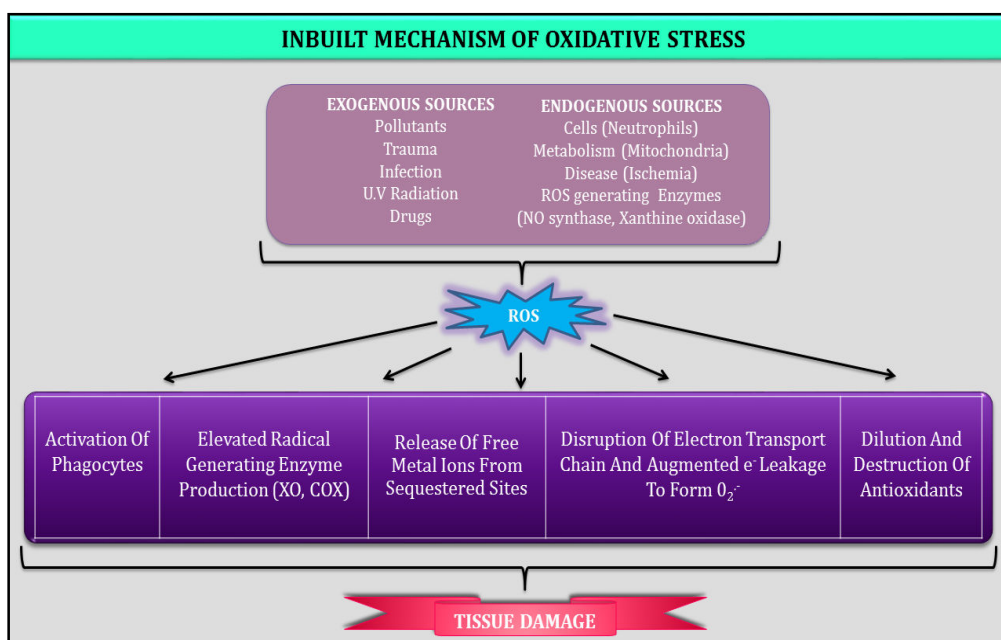 INBUILT MECHANISM OF OXIDATIVE STRESS
EXOGENOUS SOURCES
Pollutants
Trauma
Infection
U.V Radiation
Drugs
ENDOGENOUS SOURCES
Cells (Neutrophils)
Metabolism (Mitochondria)
Disease (Ischemia)
ROS generating Enzymes
(NO synthase, Xanthine oxidase)
ROS
Activation Of
Phagocytes
Elevated Radical
Generating Enzyme
Production (XO, COX)
Release Of Free
Metal Ions From
Sequestered Sites
Disruption Of Electron Transport
Chain And Augmented e⁻ Leakage
To Form 0₂·⁻
Dilution And
Destruction Of
Antioxidants
TISSUE DAMAGE